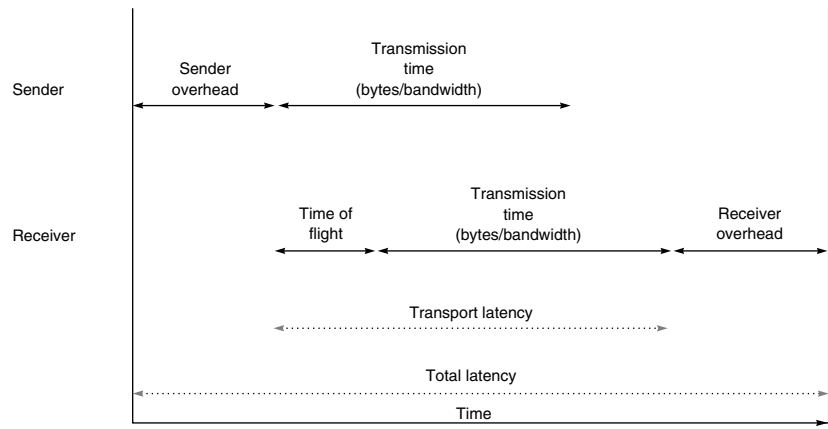 Sender
Sender
overhead
Transmission
time
(bytes/bandwidth)
Receiver
Time of
flight
Transmission
time
(bytes/bandwidth)
Receiver
overhead
Transport latency
Total latency
Time